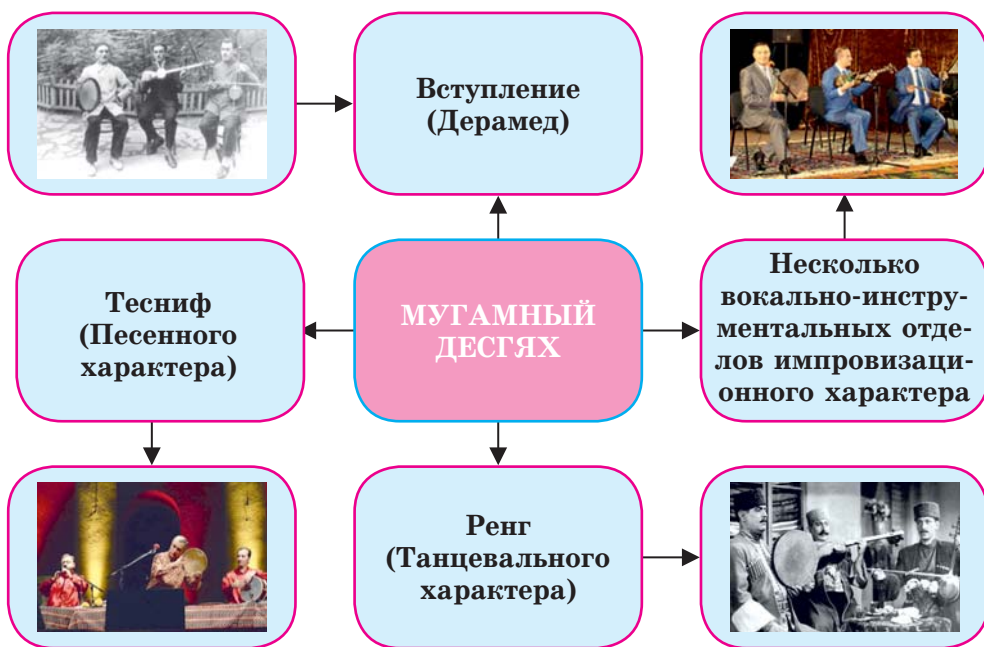 Вступление
(Дерамед)
Тесниф
(Песенного
характера)
МУГАМНЫЙ
ДЕСГЯХ
Несколько
вокально-инстру-
ментальных отде-
лов импровизаци-
онного характера
Ренг
(Танцевального
характера)